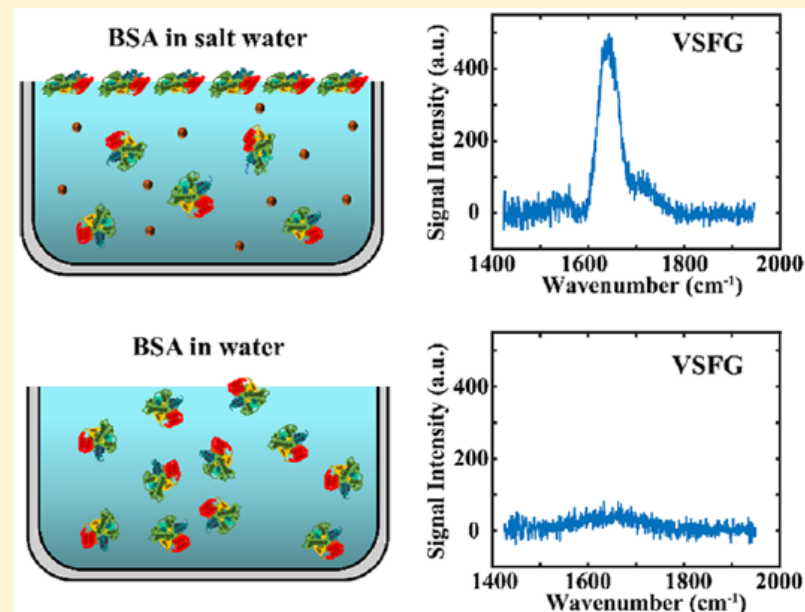 BSA in salt water
VSFG
Signal Intensity (a.u.)
400
200
0
1400 1600 1800 2000
Wavenumber (cm⁻¹)
BSA in water
VSFG
Signal Intensity (a.u.)
400
200
0
1400 1600 1800 2000
Wavenumber (cm⁻¹)